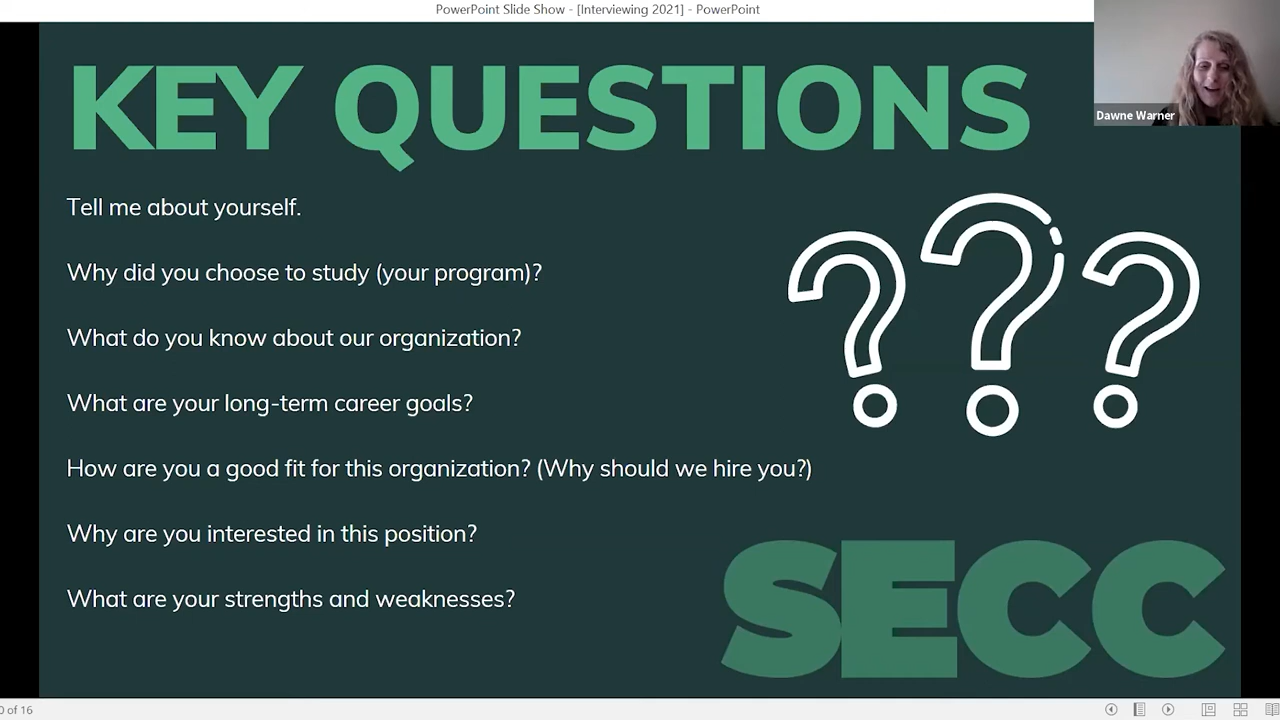 PowerPoint Slide Show - [Interviewing 2021] - PowerPoint
KEY QUESTIONS
Dawne Warner
Tell me about yourself.
Why did you choose to study (your program)?
What do you know about our organization?
What are your long-term career goals?
How are you a good fit for this organization? (Why should we hire you?)
Why are you interested in this position?
What are your strengths and weaknesses?
SECC
of 16